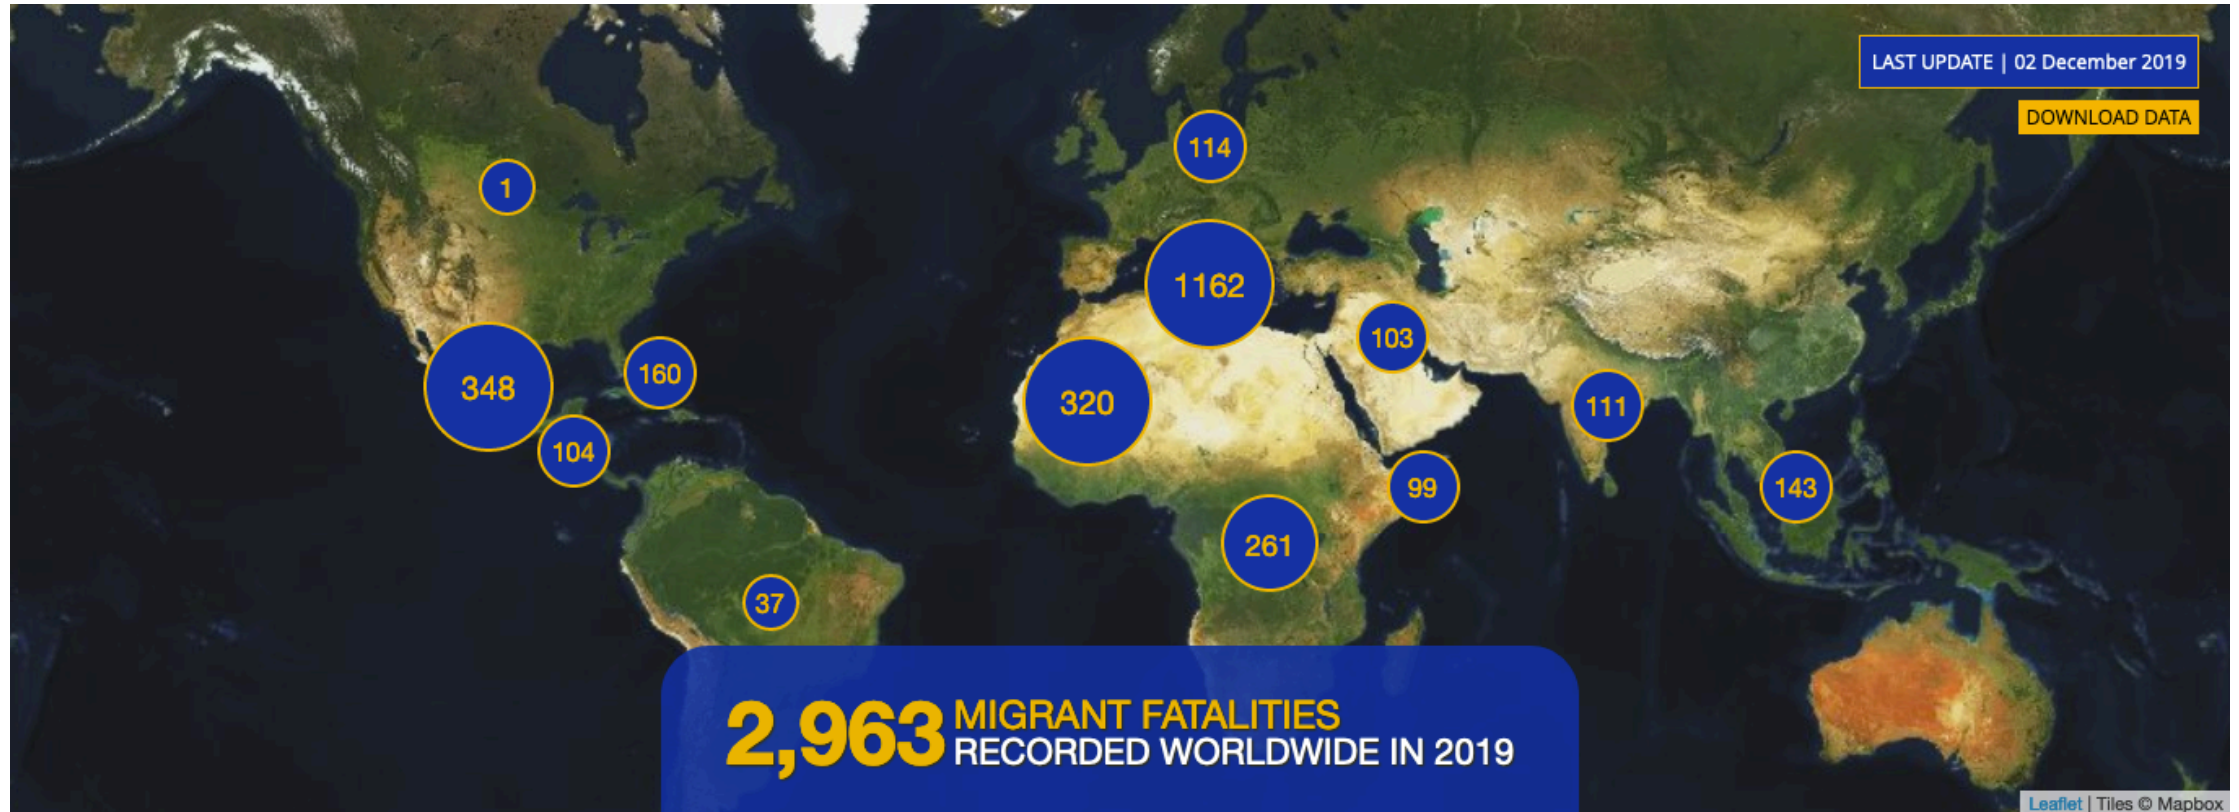 LAST UPDATE | 02 December 2019
DOWNLOAD DATA
114
1
1162
103
348
160
320
111
104
99
143
261
37
2,963 MIGRANT FATALITIES
RECORDED WORLDWIDE IN 2019
Leaflet | Tiles © Mapbox